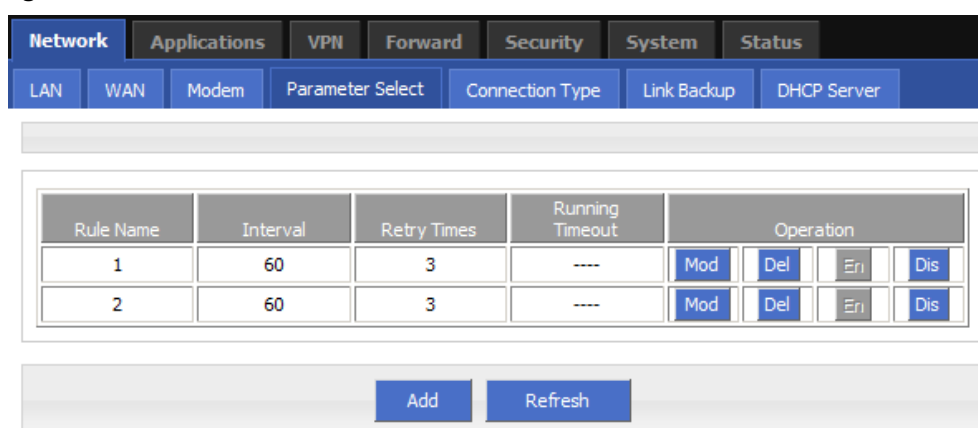 Network Applications VPN Forward Security System Status
LAN WAN Modem Parameter Select Connection Type Link Backup DHCP Server
Rule Name Interval Retry Times Running Timeout Operation
1 60 3 ---- Mod Del En Dis
2 60 3 ---- Mod Del En Dis
Add Refresh